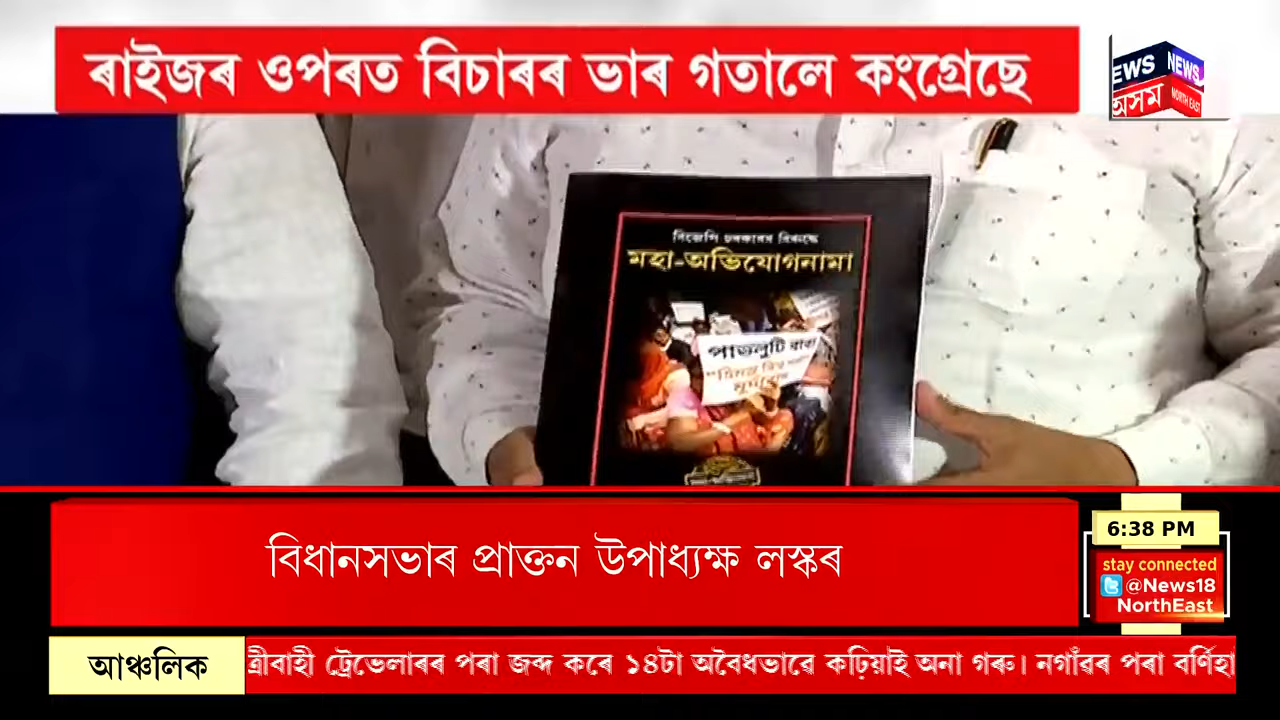 ৰাইজৰ ওপৰত বিচাৰৰ ভাৰ গতালে কংগ্ৰেছে
EWS NEWS
অসম NORTH EAST
বিজেপি চৰকাৰৰ বিৰুদ্ধে
মহা-অভিযোগনামা
বিধানসভাৰ প্ৰাক্তন উপাধ্যক্ষ লস্কৰ
6:38 PM
stay connected
@News18
NorthEast
আঞ্চলিক
ত্ৰীবাহী ট্ৰেভেলাৰৰ পৰা জব্দ কৰে ১৪টা অবৈধভাৱে কঢ়িয়াই অনা গৰু। নগাঁৱৰ পৰা বৰ্ণিহা